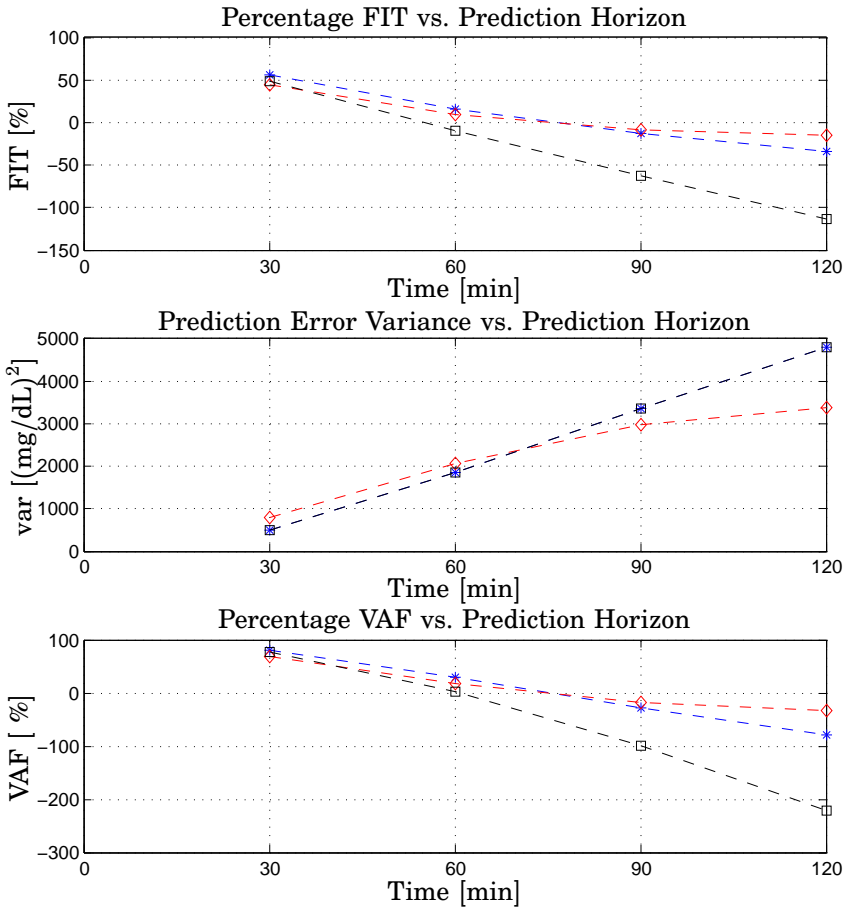 Percentage FIT vs. Prediction Horizon
100
50
0
−50
−100
−150
FIT [%]
0 30 60 90 120
Time [min]
Prediction Error Variance vs. Prediction Horizon
5000
4000
3000
2000
1000
0
var [(mg/dL)²]
0 30 60 90 120
Time [min]
Percentage VAF vs. Prediction Horizon
100
0
−100
−200
−300
VAF [ %]
0 30 60 90 120
Time [min]